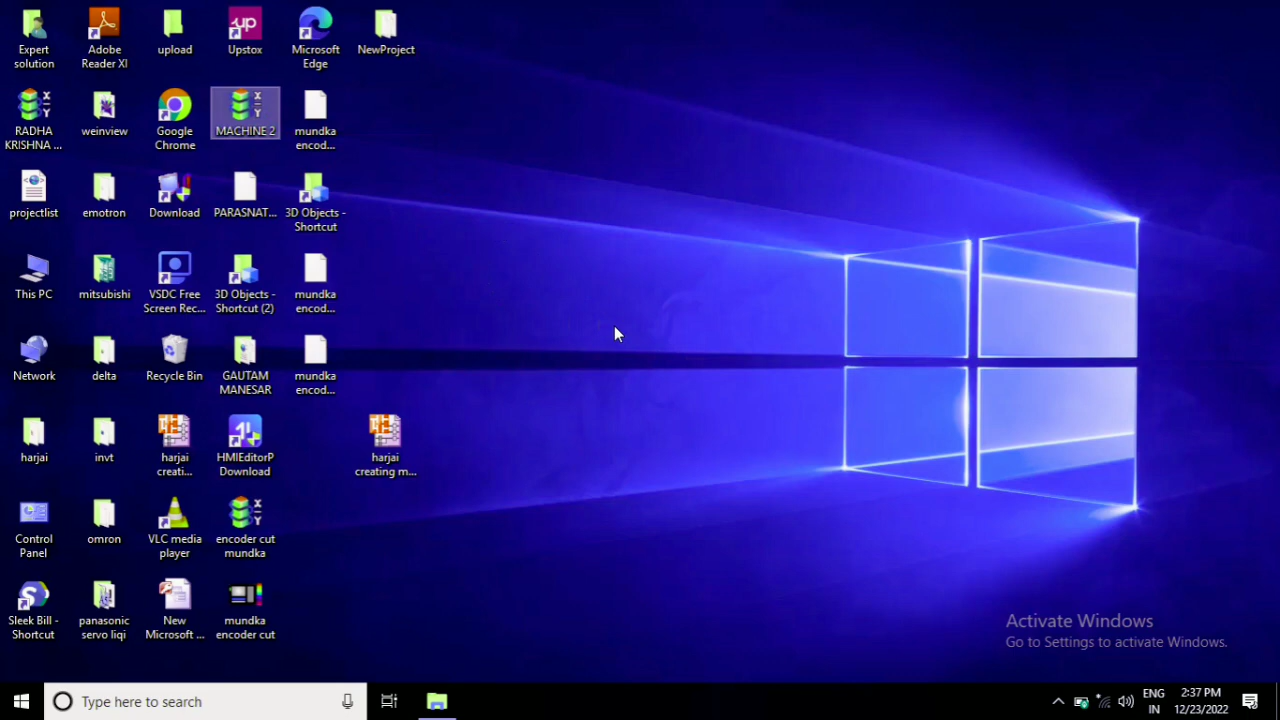 Expert
solution
Adobe
Reader XI
upload
up
Upstox
Microsoft
Edge
NewProject
RADHA
KRISHNA ...
weinview
Google
Chrome
X
Y
MACHINE 2
mundka
encod...
projectlist
emotron
Download
PARASNAT...
3D Objects -
Shortcut
This PC
mitsubishi
VSDC Free
Screen Rec...
3D Objects -
Shortcut (2)
mundka
encod...
Network
delta
Recycle Bin
GAUTAM
MANESAR
mundka
encod...
harjai
invt
harjai
creati...
HMIEditorP
Download
harjai
creating m...
Control
Panel
omron
VLC media
player
encoder cut
mundka
Sleek Bill -
Shortcut
panasonic
servo liqi
New
Microsoft ...
mundka
encoder cut
Activate Windows
Go to Settings to activate Windows.
Type here to search
ENG
IN
2:37 PM
12/23/2022